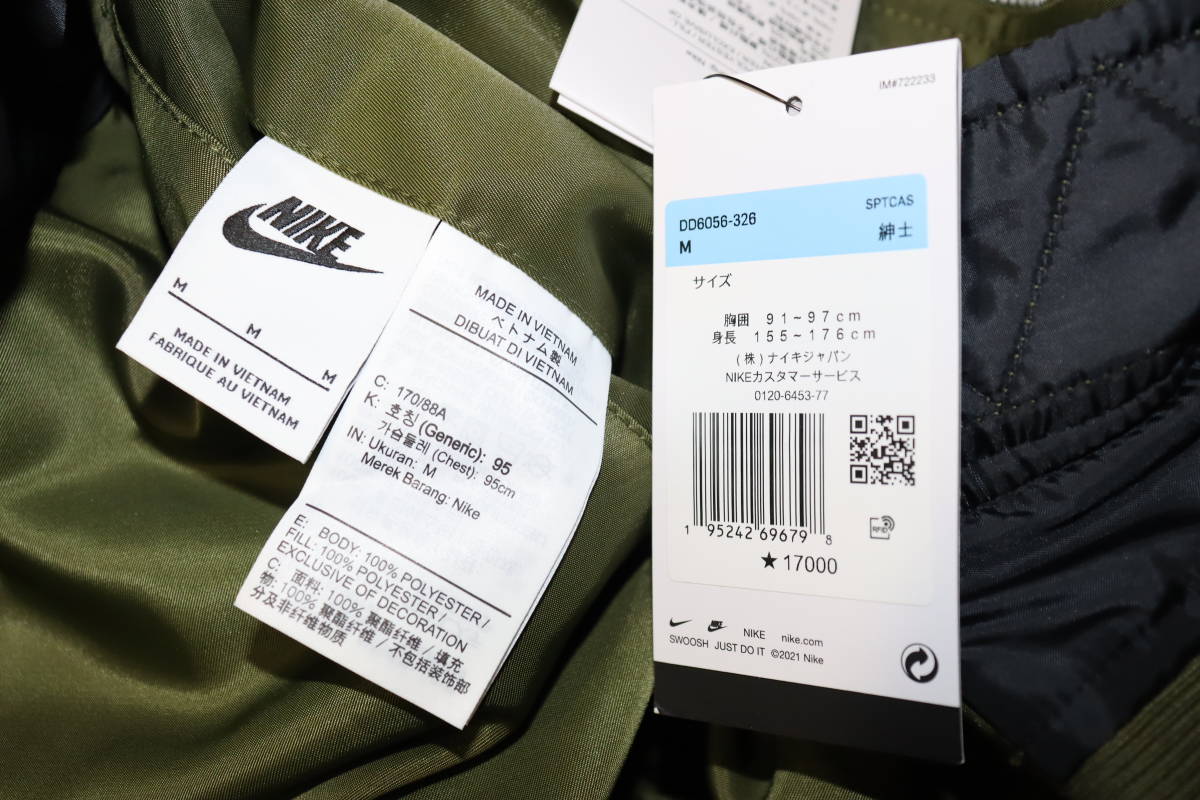 NIKE
M
M
M
MADE IN VIETNAM
FABRIQUE AU VIETNAM
MADE IN VIETNAM
ベトナム製
DIBUAT DI VIETNAM
C: 170/88A
K: 호칭 (Generic): 95
가슴둘레 (Chest): 95cm
IN: Ukuran: M
Merek Barang: Nike
E: BODY: 100% POLYESTER /
FILL: 100% POLYESTER /
EXCLUSIVE OF DECORATION
C: 面料: 100% 聚酯纤维 / 填充
物: 100% 聚酯纤维 / 不包括装饰部
分及非纤维物质
IM#722233
DD6056-326
SPTCAS
M
紳士
サイズ
胸囲 91~97cm
身長 155~176cm
(株)ナイキジャパン
NIKEカスタマーサービス
0120-6453-77
1 95242 69679 8
RFID
★17000
NIKE nike.com
SWOOSH JUST DO IT ©2021 Nike